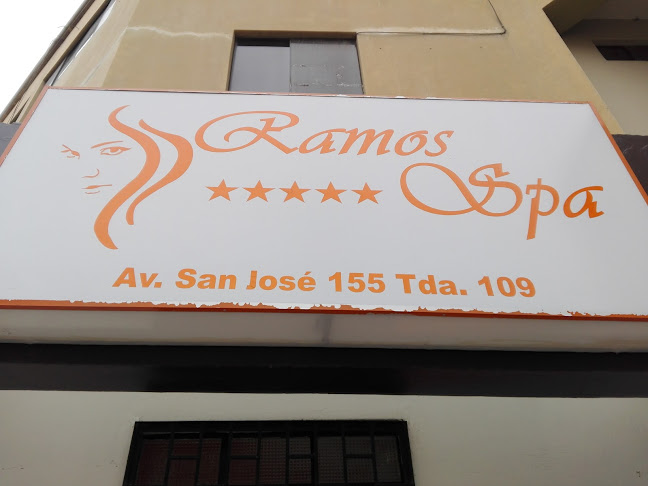 Ramos
Spa
Av. San José 155 Tda. 109